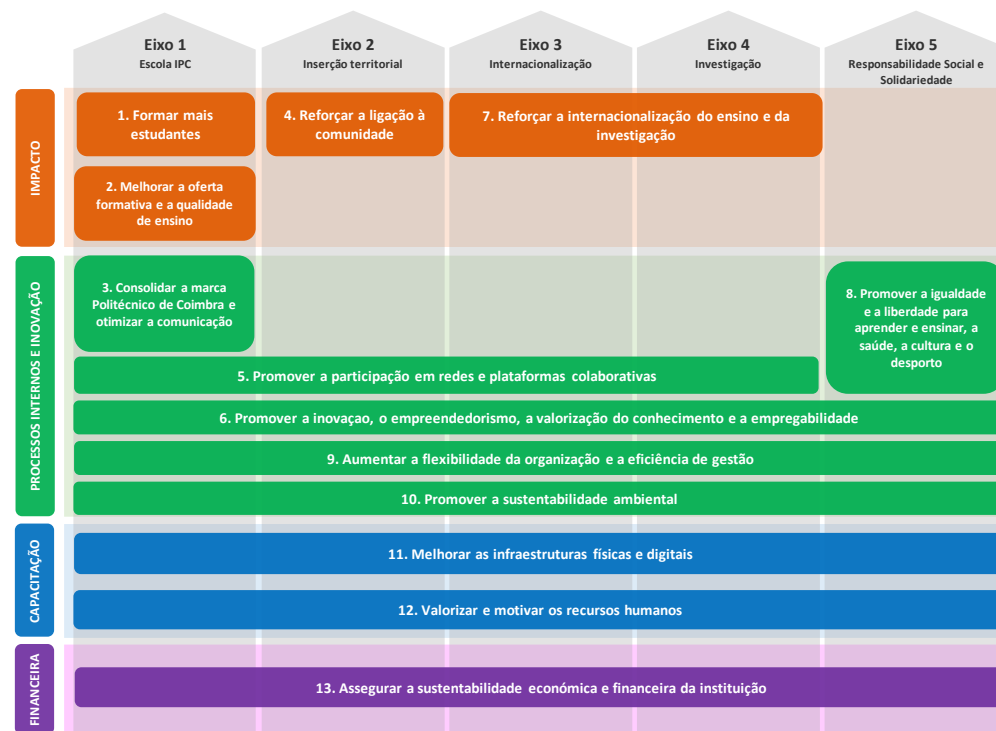 Eixo 1
Escola IPC
Eixo 2
Inserção territorial
Eixo 3
Internacionalização
Eixo 4
Investigação
Eixo 5
Responsabilidade Social e
Solidariedade
IMPACTO
1. Formar mais
estudantes
4. Reforçar a ligação à
comunidade
7. Reforçar a internacionalização do ensino e da
investigação
2. Melhorar a oferta
formativa e a qualidade
de ensino
PROCESSOS INTERNOS E INOVAÇÃO
3. Consolidar a marca
Politécnico de Coimbra e
otimizar a comunicação
8. Promover a igualdade
e a liberdade para
aprender e ensinar, a
saúde, a cultura e o
desporto
5. Promover a participação em redes e plataformas colaborativas
6. Promover a inovaçao, o empreendedorismo, a valorização do conhecimento e a empregabilidade
9. Aumentar a flexibilidade da organização e a eficiência de gestão
10. Promover a sustentabilidade ambiental
CAPACITAÇÃO
11. Melhorar as infraestruturas físicas e digitais
12. Valorizar e motivar os recursos humanos
FINANCEIRA
13. Assegurar a sustentabilidade económica e financeira da instituição